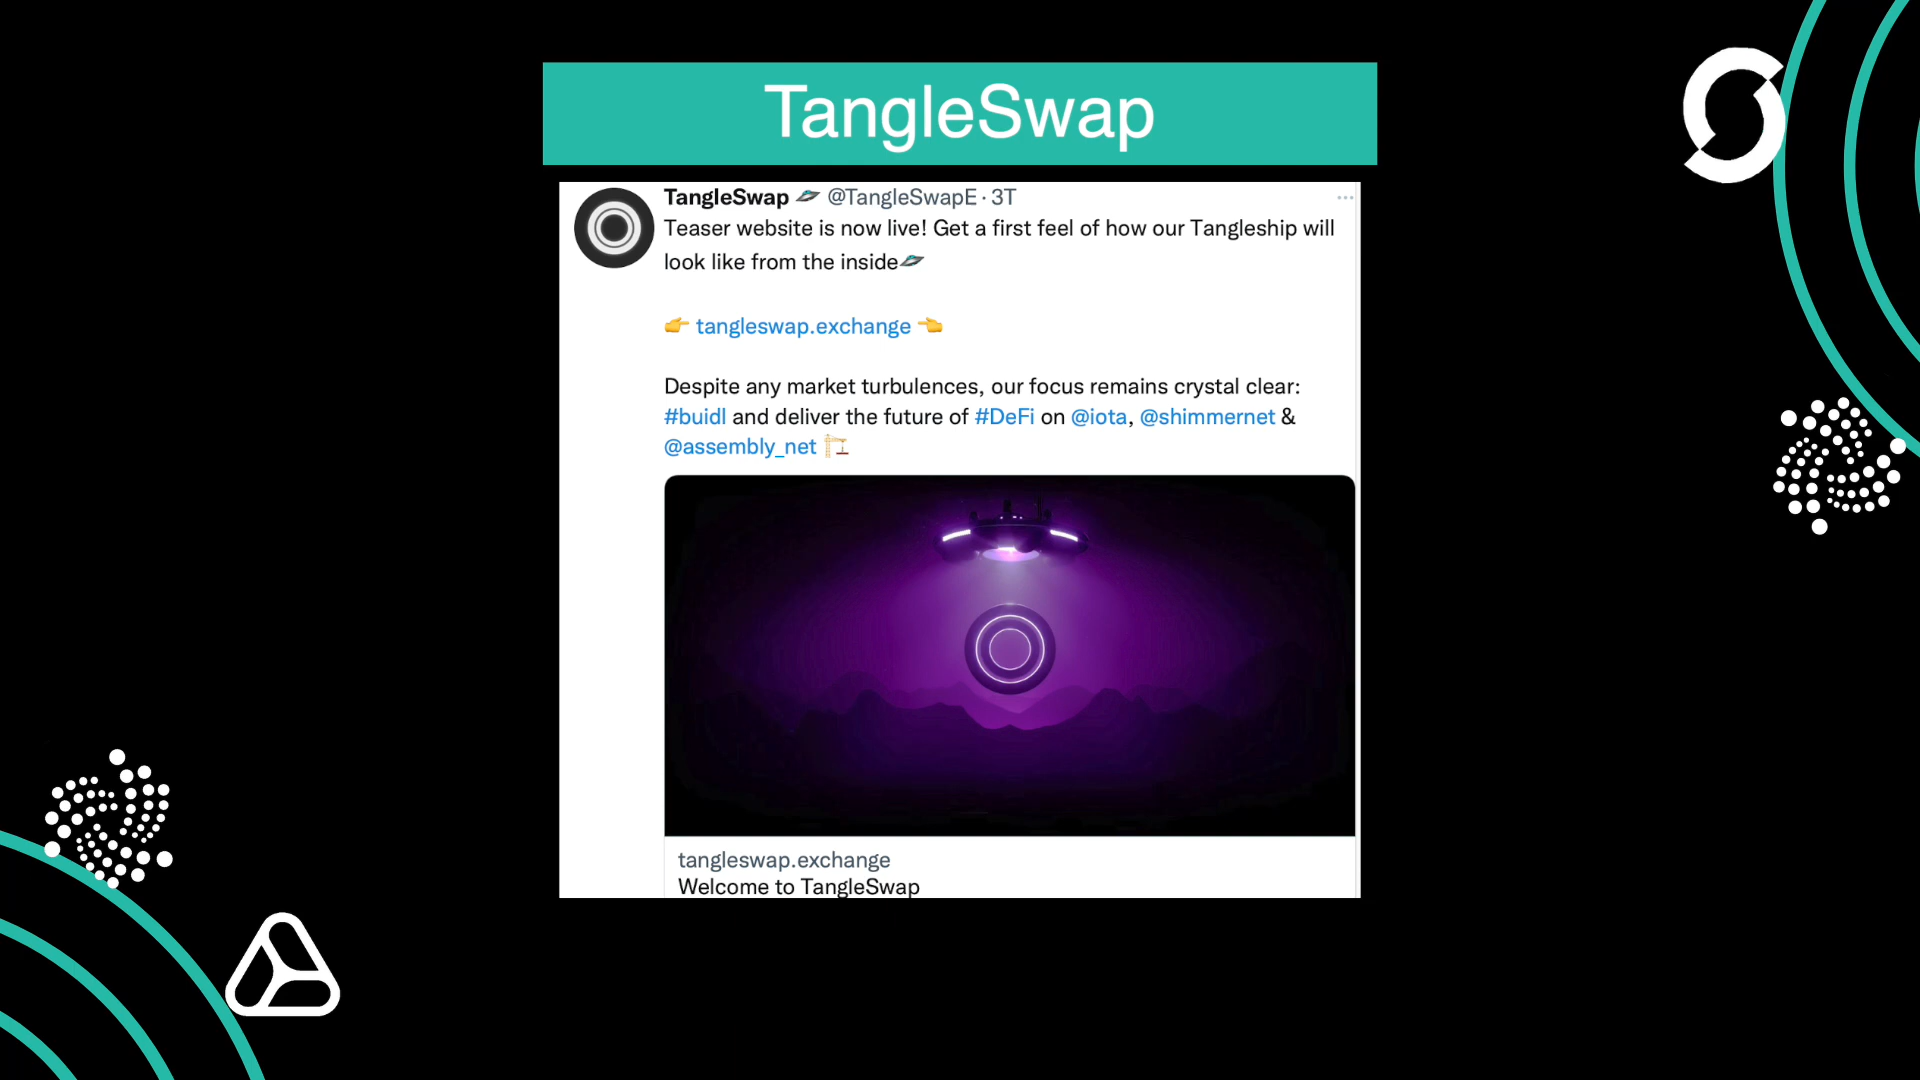 TangleSwap
TangleSwap 🛸 @TangleSwapE · 3T
Teaser website is now live! Get a first feel of how our Tangleship will
look like from the inside🛸
👉 tangleswap.exchange 👈
Despite any market turbulences, our focus remains crystal clear:
#buidl and deliver the future of #DeFi on @iota, @shimmernet &
@assembly_net 🏗️
tangleswap.exchange
Welcome to TangleSwap